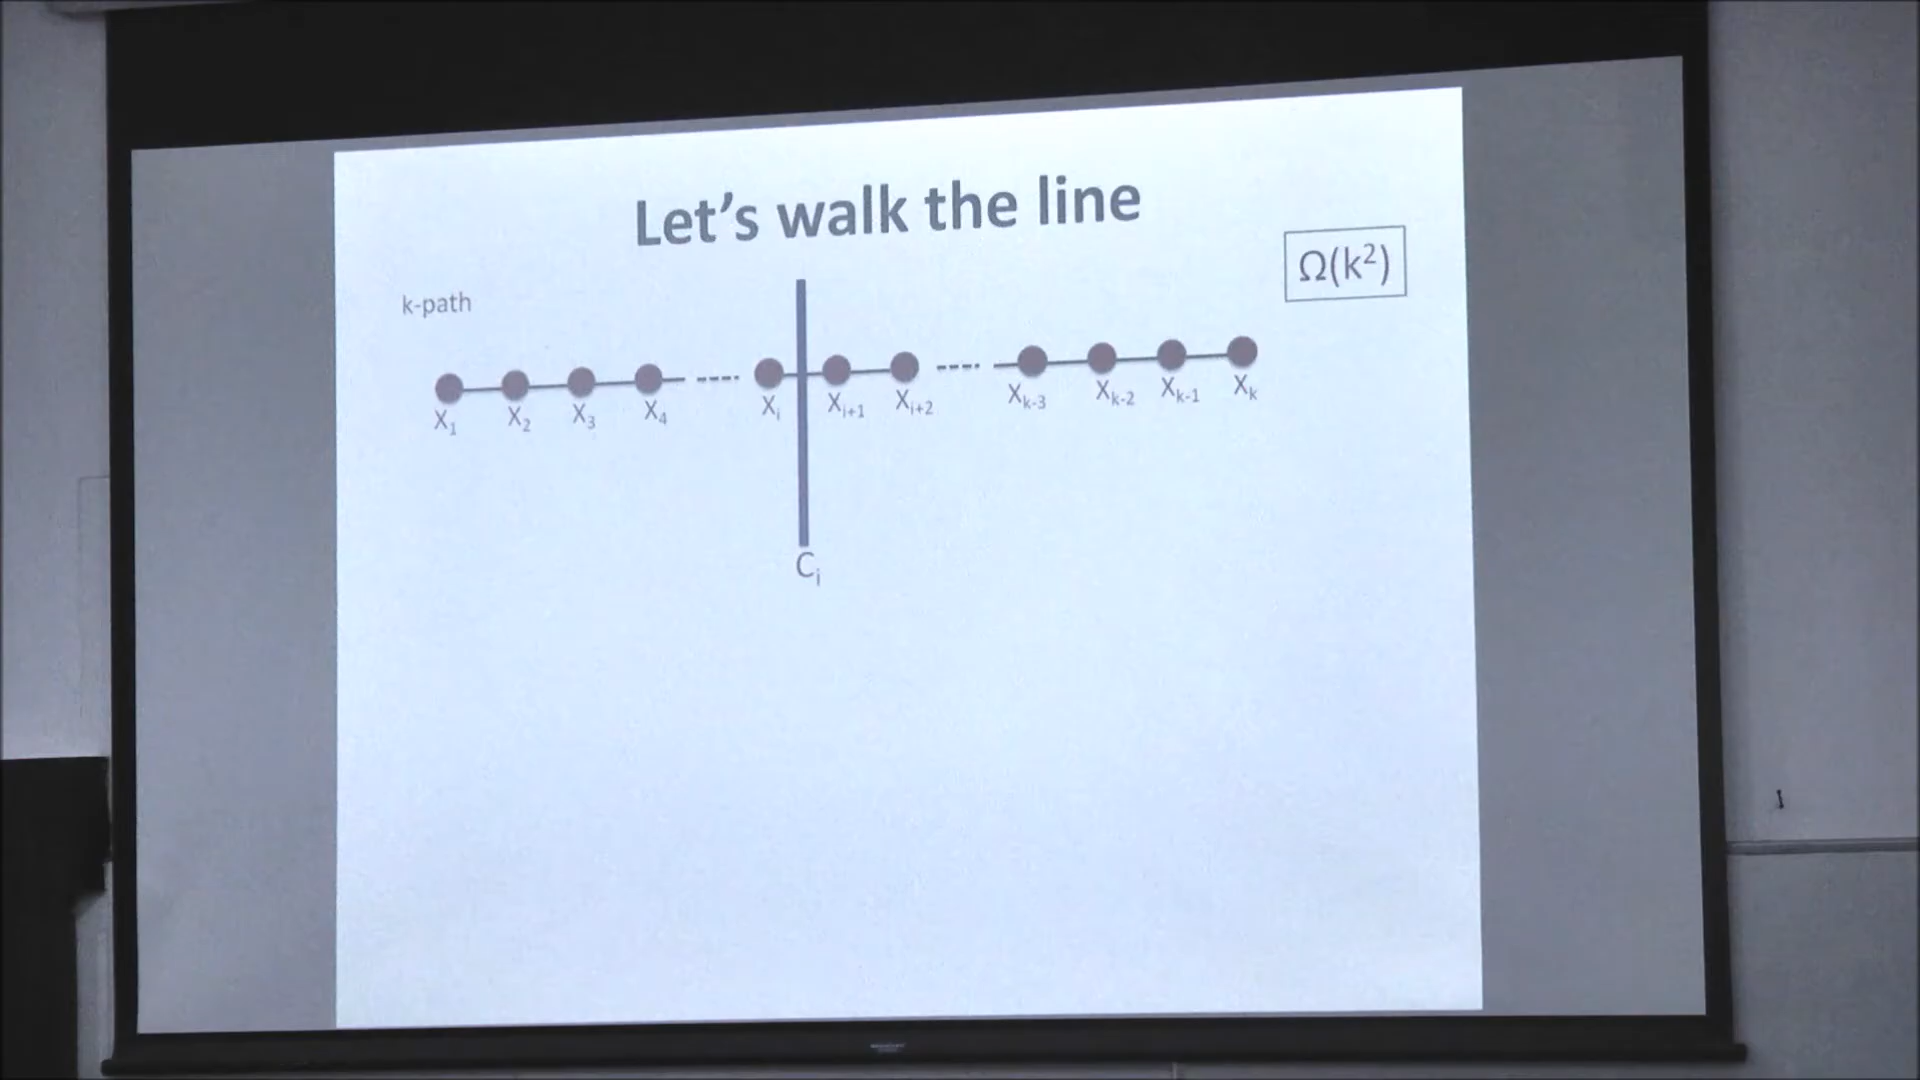 Let's walk the line
Ω(k²)
k-path
X₁ X₂ X₃ X₄ Xᵢ Xᵢ₊₁ Xᵢ₊₂ Xₖ₋₃ Xₖ₋₂ Xₖ₋₁ Xₖ
Cᵢ